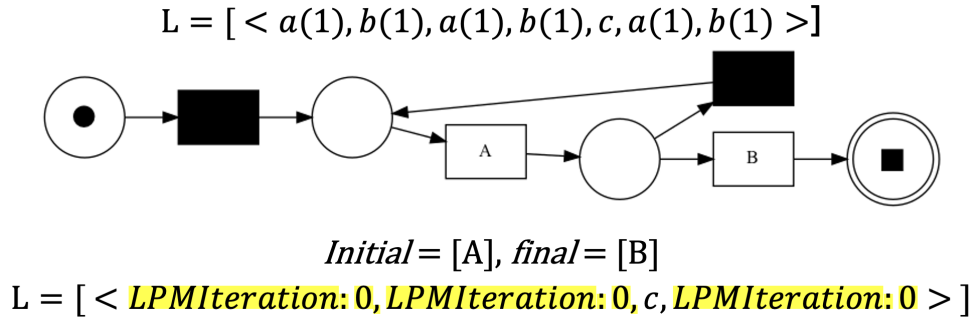 L = [ < a(1), b(1), a(1), b(1), c, a(1), b(1) >]
A
B
Initial = [A], final = [B]
L = [ < LPMIteration: 0, LPMIteration: 0, c, LPMIteration: 0 > ]